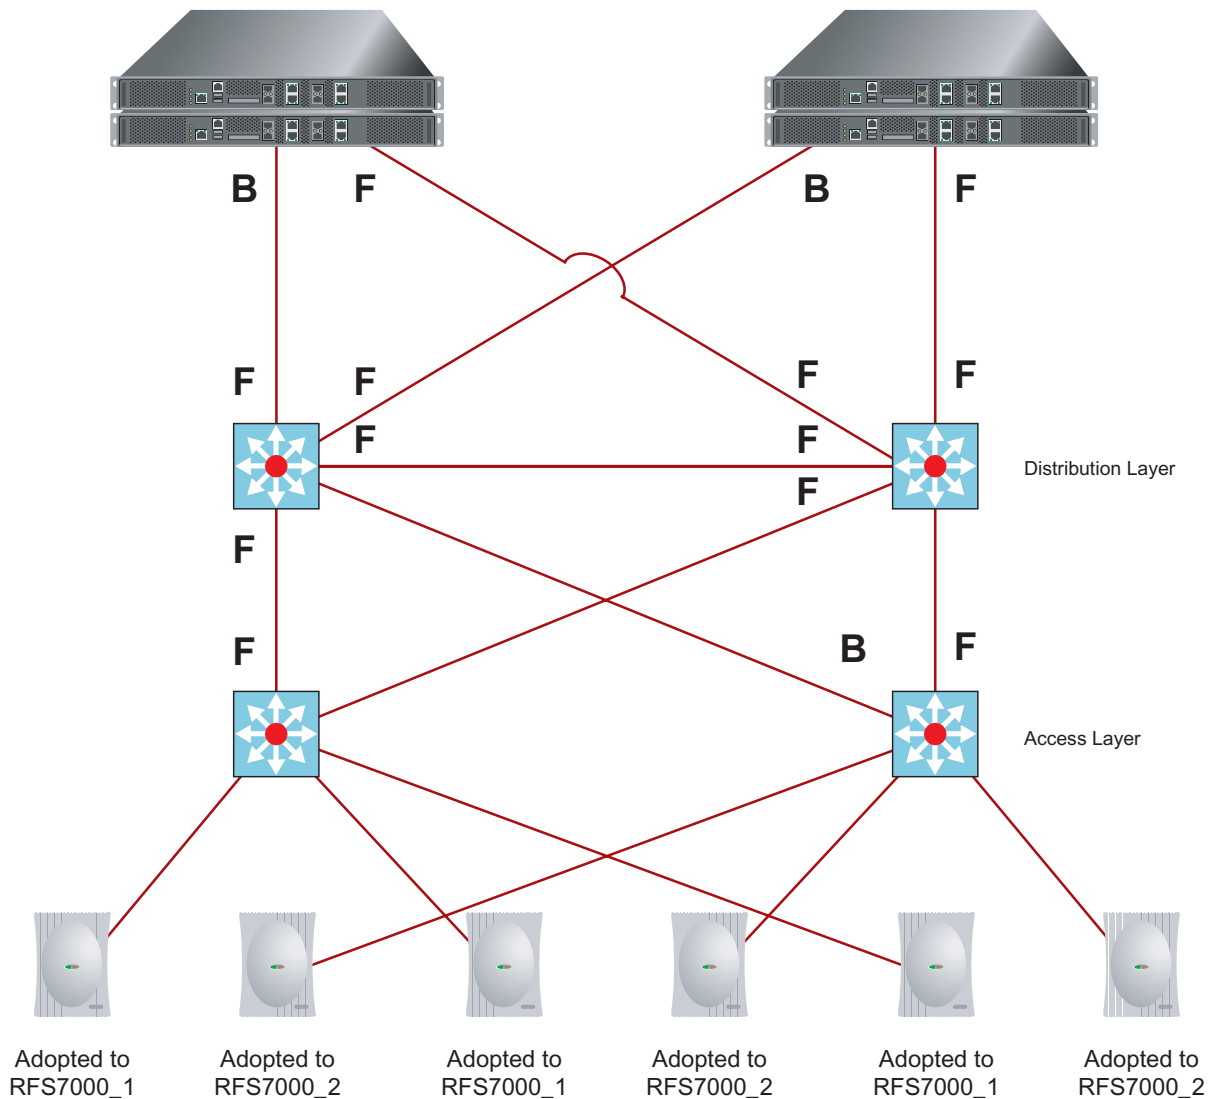 B F B F
F F F F
F F
Distribution Layer
F
F
F B F
Access Layer
Adopted to
RFS7000_1
Adopted to
RFS7000_2
Adopted to
RFS7000_1
Adopted to
RFS7000_2
Adopted to
RFS7000_1
Adopted to
RFS7000_2